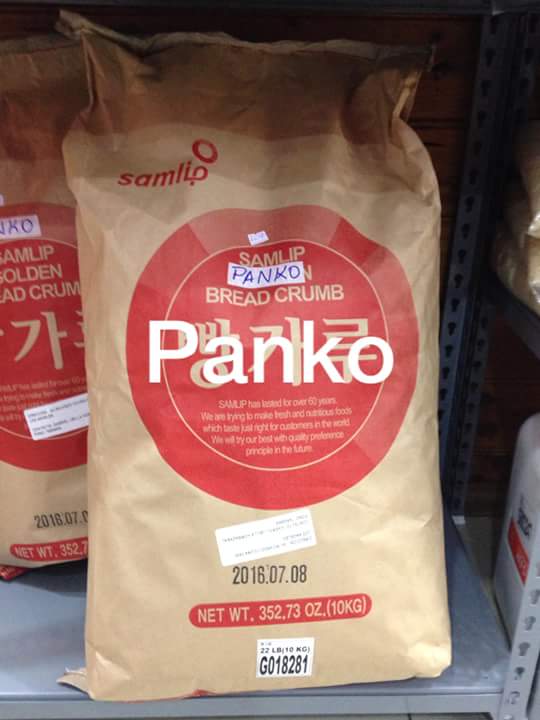 samlip
SAMLIP
PANKO
BREAD CRUMB
Panko
빵가루
SAMLIP has lasted for over 60 years.
We are trying to make fresh and nutritious foods
which taste just right for customers in the world.
We will try our best with quality preference
principle in the future.
2016.07.08
NET WT. 352.73 OZ.(10KG)
22 LB(10 KG)
G018281
SAMLIP
GOLDEN
2016.07.0
NET WT. 352.7